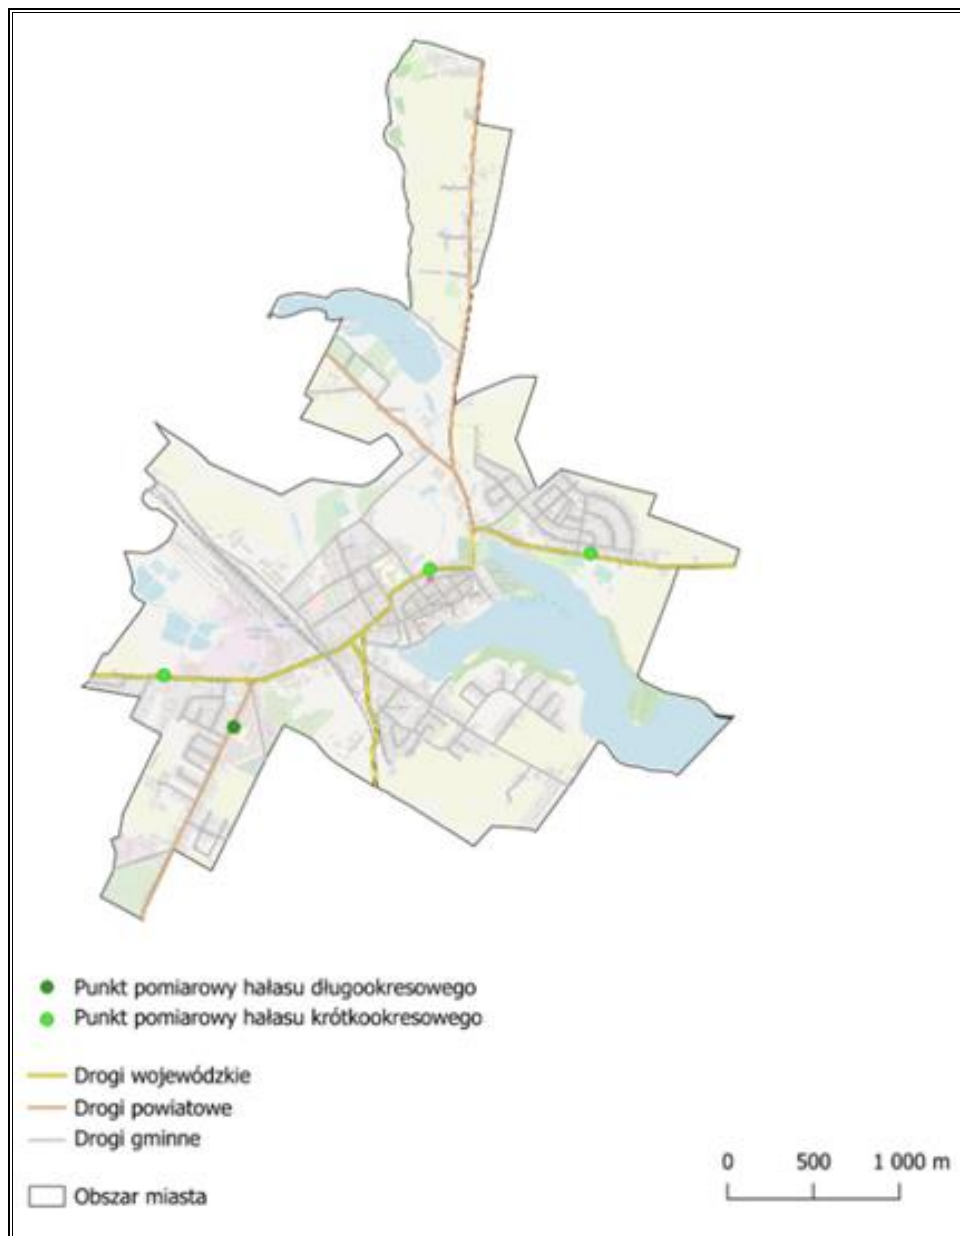 Punkt pomiarowy hałasu długookresowego
Punkt pomiarowy hałasu krótkookresowego
Drogi wojewódzkie
Drogi powiatowe
Drogi gminne
Obszar miasta
0 500 1 000 m